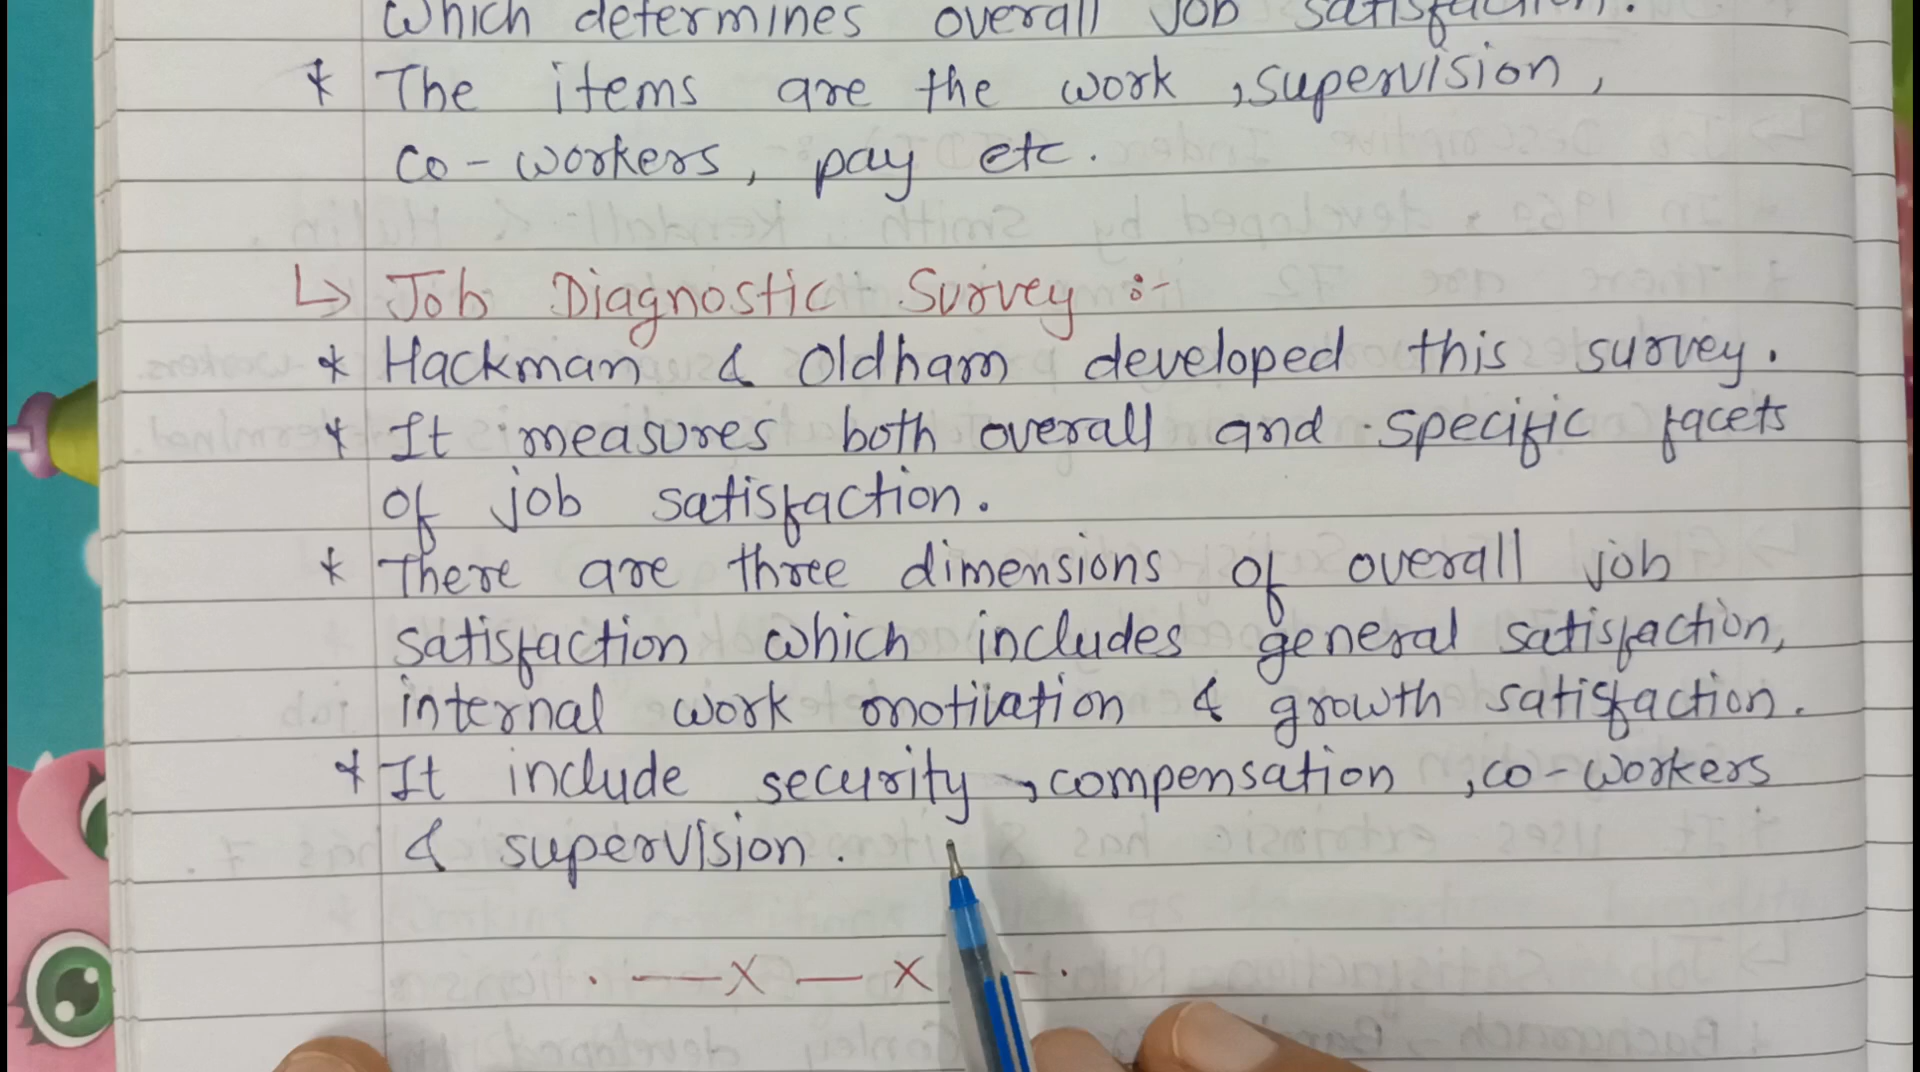 which determines overall job satisfaction.
* The items are the work, supervision,
co-workers, pay etc.
↳ Job Diagnostic Survey :-
* Hackman & Oldham developed this survey.
* It measures both overall and specific facets
of job satisfaction.
* There are three dimensions of overall job
satisfaction which includes general satisfaction,
internal work motivation & growth satisfaction.
* It include security, compensation, co-workers
& supervision.
. —x — x — .